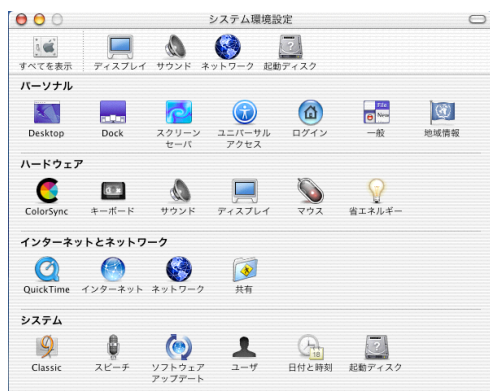 システム環境設定
すべてを表示 ディスプレイ サウンド ネットワーク 起動ディスク
パーソナル
Desktop Dock スクリーン
セーバ ユニバーサル
アクセス ログイン 一般 地域情報
File
New
ハードウェア
ColorSync キーボード サウンド ディスプレイ マウス 省エネルギー
インターネットとネットワーク
QuickTime インターネット ネットワーク 共有
システム
Classic スピーチ ソフトウェア
アップデート ユーザ 日付と時刻 起動ディスク
18